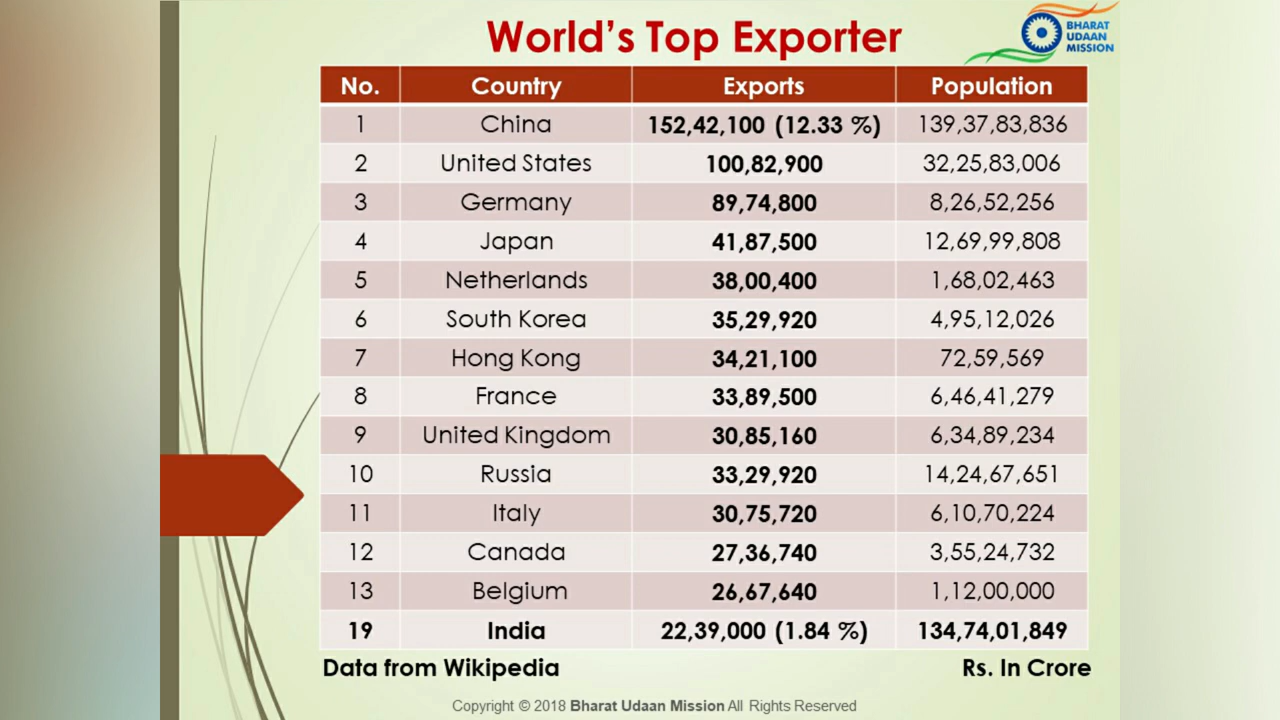 World's Top Exporter
BHARAT
UDAAN
MISSION
No. Country Exports Population
1 China 152,42,100 (12.33 %) 139,37,83,836
2 United States 100,82,900 32,25,83,006
3 Germany 89,74,800 8,26,52,256
4 Japan 41,87,500 12,69,99,808
5 Netherlands 38,00,400 1,68,02,463
6 South Korea 35,29,920 4,95,12,026
7 Hong Kong 34,21,100 72,59,569
8 France 33,89,500 6,46,41,279
9 United Kingdom 30,85,160 6,34,89,234
10 Russia 33,29,920 14,24,67,651
11 Italy 30,75,720 6,10,70,224
12 Canada 27,36,740 3,55,24,732
13 Belgium 26,67,640 1,12,00,000
19 India 22,39,000 (1.84 %) 134,74,01,849
Data from Wikipedia Rs. In Crore
Copyright © 2018 Bharat Udaan Mission All Rights Reserved